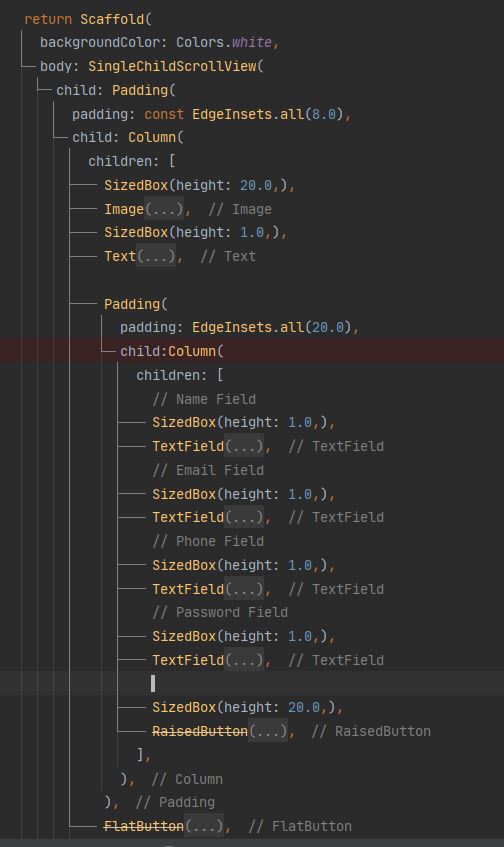 return Scaffold(
backgroundColor: Colors.white,
body: SingleChildScrollView(
child: Padding(
padding: const EdgeInsets.all(8.0),
child: Column(
children: [
SizedBox(height: 20.0,),
Image(...), // Image
SizedBox(height: 1.0,),
Text(...), // Text
Padding(
padding: EdgeInsets.all(20.0),
child:Column(
children: [
// Name Field
SizedBox(height: 1.0,),
TextField(...), // TextField
// Email Field
SizedBox(height: 1.0,),
TextField(...), // TextField
// Phone Field
SizedBox(height: 1.0,),
TextField(...), // TextField
// Password Field
SizedBox(height: 1.0,),
TextField(...), // TextField
SizedBox(height: 20.0,),
RaisedButton(...), // RaisedButton
],
), // Column
), // Padding
FlatButton(...), // FlatButton